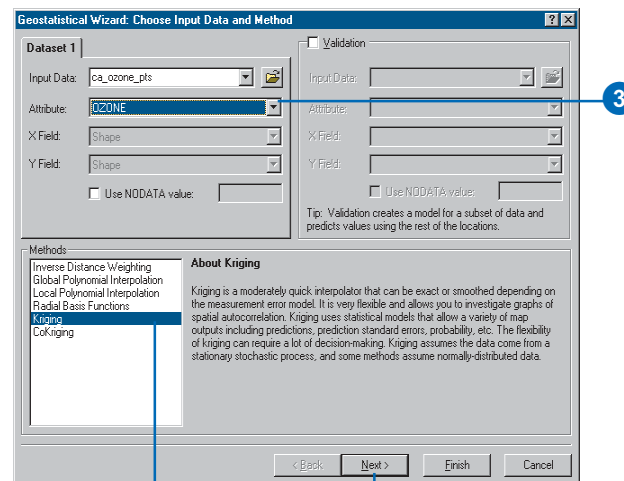 Geostatistical Wizard: Choose Input Data and Method
Dataset 1
Input Data: ca_ozone_pts
Attribute: OZONE
X Field: Shape
Y Field: Shape
Use NODATA value:
Validation
Input Data:
Attribute:
X Field:
Y Field:
Use NODATA value:
Tip: Validation creates a model for a subset of data and
predicts values using the rest of the locations.
3
Methods
Inverse Distance Weighting
Global Polynomial Interpolation
Local Polynomial Interpolation
Radial Basis Functions
Kriging
CoKriging
About Kriging
Kriging is a moderately quick interpolator that can be exact or smoothed depending on
the measurement error model. It is very flexible and allows you to investigate graphs of
spatial autocorrelation. Kriging uses statistical models that allow a variety of map
outputs including predictions, prediction standard errors, probability, etc. The flexibility
of kriging can require a lot of decision-making. Kriging assumes the data come from a
stationary stochastic process, and some methods assume normally-distributed data.
< Back
Next >
Finish
Cancel